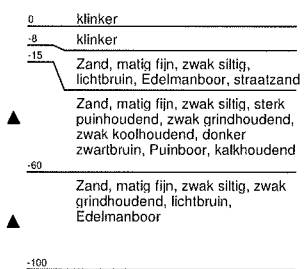 0 klinker
-8 klinker
-15
Zand, matig fijn, zwak siltig,
lichtbruin, Edelmanboor, straatzand
Zand, matig fijn, zwak siltig, sterk
puinhoudend, zwak grindhoudend,
zwak koolhoudend, donker
zwartbruin, Puinboor, kalkhoudend
-60
Zand, matig fijn, zwak siltig, zwak
grindhoudend, lichtbruin,
Edelmanboor
-100